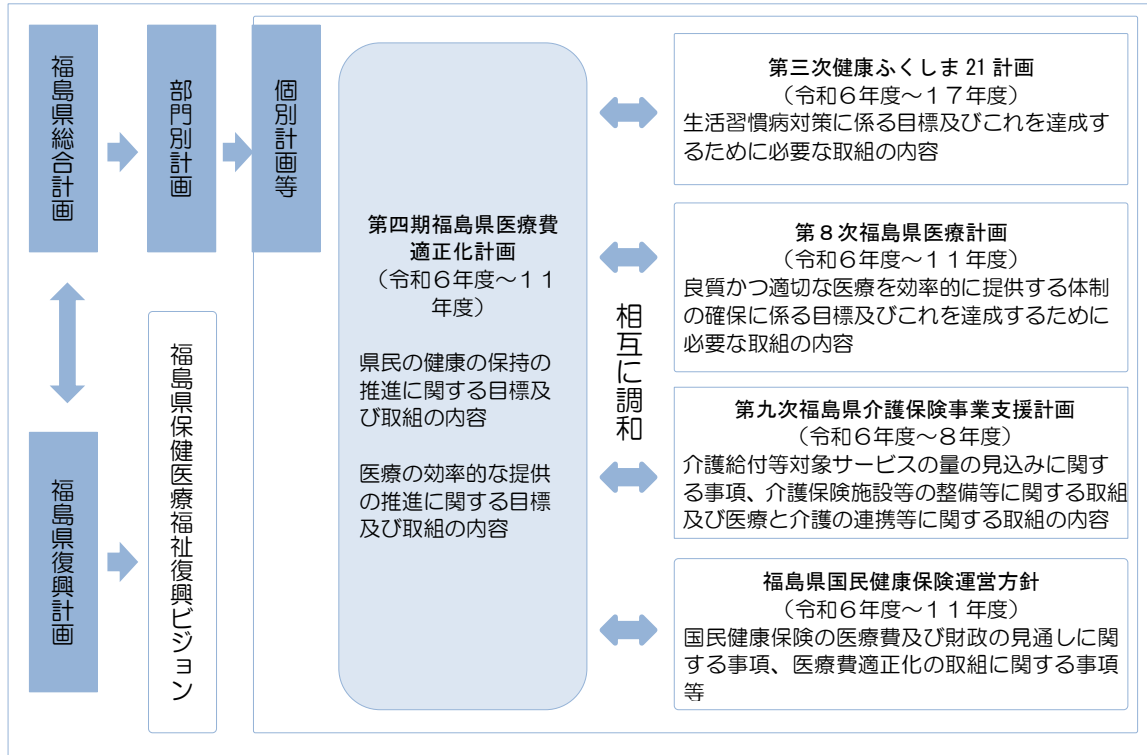 福島県総合計画
部門別計画
個別計画等
福島県復興計画
福島県保健医療福祉復興ビジョン
第四期福島県医療費
適正化計画
（令和６年度～１１
年度）
県民の健康の保持の
推進に関する目標及
び取組の内容
医療の効率的な提供
の推進に関する目標
及び取組の内容
相互に調和
第三次健康ふくしま 21 計画
（令和６年度～１７年度）
生活習慣病対策に係る目標及びこれを達成す
るために必要な取組の内容
第８次福島県医療計画
（令和６年度～１１年度）
良質かつ適切な医療を効率的に提供する体制
の確保に係る目標及びこれを達成するために
必要な取組の内容
第九次福島県介護保険事業支援計画
（令和６年度～８年度）
介護給付等対象サービスの量の見込みに関す
る事項、介護保険施設等の整備等に関する取組
及び医療と介護の連携等に関する取組の内容
福島県国民健康保険運営方針
（令和６年度～１１年度）
国民健康保険の医療費及び財政の見通しに関
する事項、医療費適正化の取組に関する事項
等